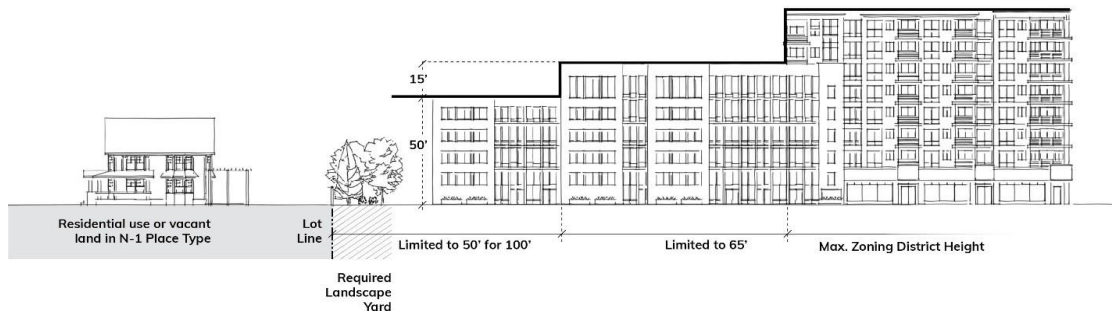 15’
50’
Residential use or vacant
land in N-1 Place Type
Lot
Line
Limited to 50’ for 100’
Limited to 65’
Max. Zoning District Height
Required
Landscape
Yard